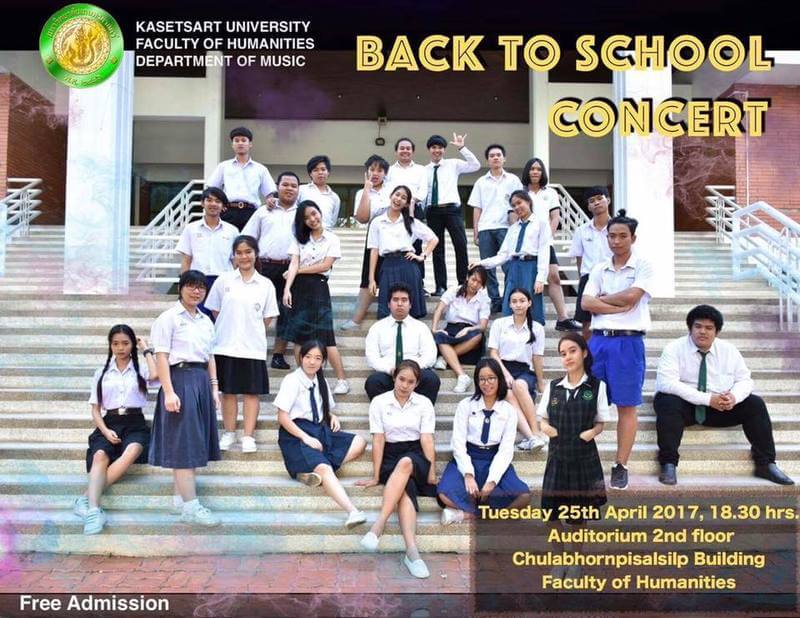 KASETSART UNIVERSITY
FACULTY OF HUMANITIES
DEPARTMENT OF MUSIC
BACK TO SCHOOL
CONCERT
Tuesday 25th April 2017, 18.30 hrs.
Auditorium 2nd floor
Chulabhornpisalsilp Building
Faculty of Humanities
Free Admission